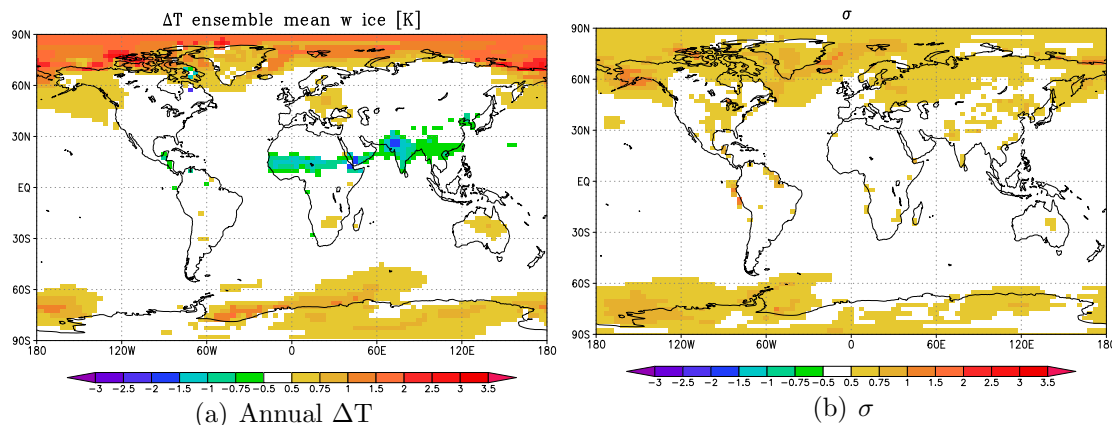 ΔT ensemble mean w ice [K]
90N
60N
30N
EQ
30S
60S
90S
180 120W 60W 0 60E 120E 180
-3 -2.5 -2 -1.5 -1 -0.75 -0.5 0.5 0.75 1 1.5 2 2.5 3 3.5
(a) Annual ΔT
σ
90N
60N
30N
EQ
30S
60S
90S
180 120W 60W 0 60E 120E 180
-3 -2.5 -2 -1.5 -1 -0.75 -0.5 0.5 0.75 1 1.5 2 2.5 3 3.5
(b) σ